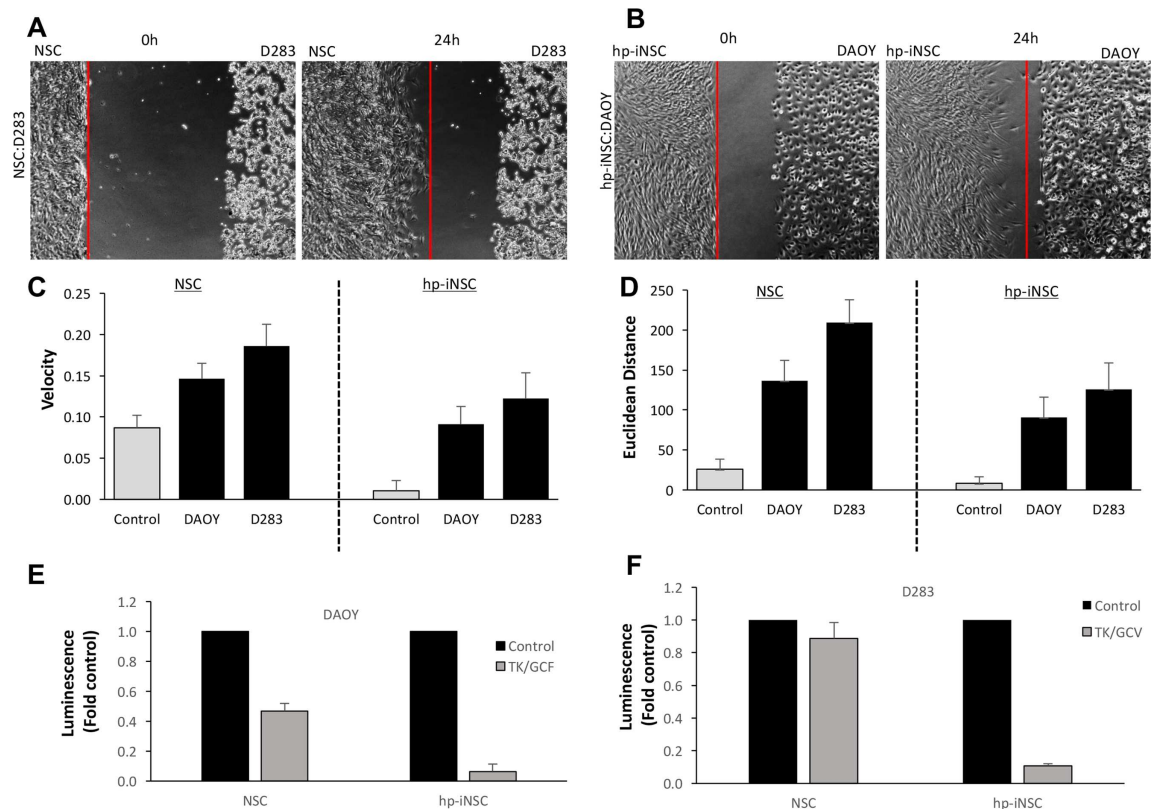 A
0h
24h
NSC
D283
NSC
D283
NSC:D283
B
0h
24h
hp-iNSC
DAOY
hp-iNSC
DAOY
hp-iNSC:DAOY
C
NSC
hp-iNSC
Velocity
0.25
0.20
0.15
0.10
0.05
0.00
Control
DAOY
D283
Control
DAOY
D283
D
NSC
hp-iNSC
Euclidean Distance
250
200
150
100
50
0
Control
DAOY
D283
Control
DAOY
D283
E
DAOY
Luminescence
(Fold control)
1.2
1.0
0.8
0.6
0.4
0.2
0.0
Control
TK/GCF
NSC
hp-iNSC
F
D283
Luminescence
(Fold control)
1.2
1.0
0.8
0.6
0.4
0.2
0.0
Control
TK/GCV
NSC
hp-iNSC